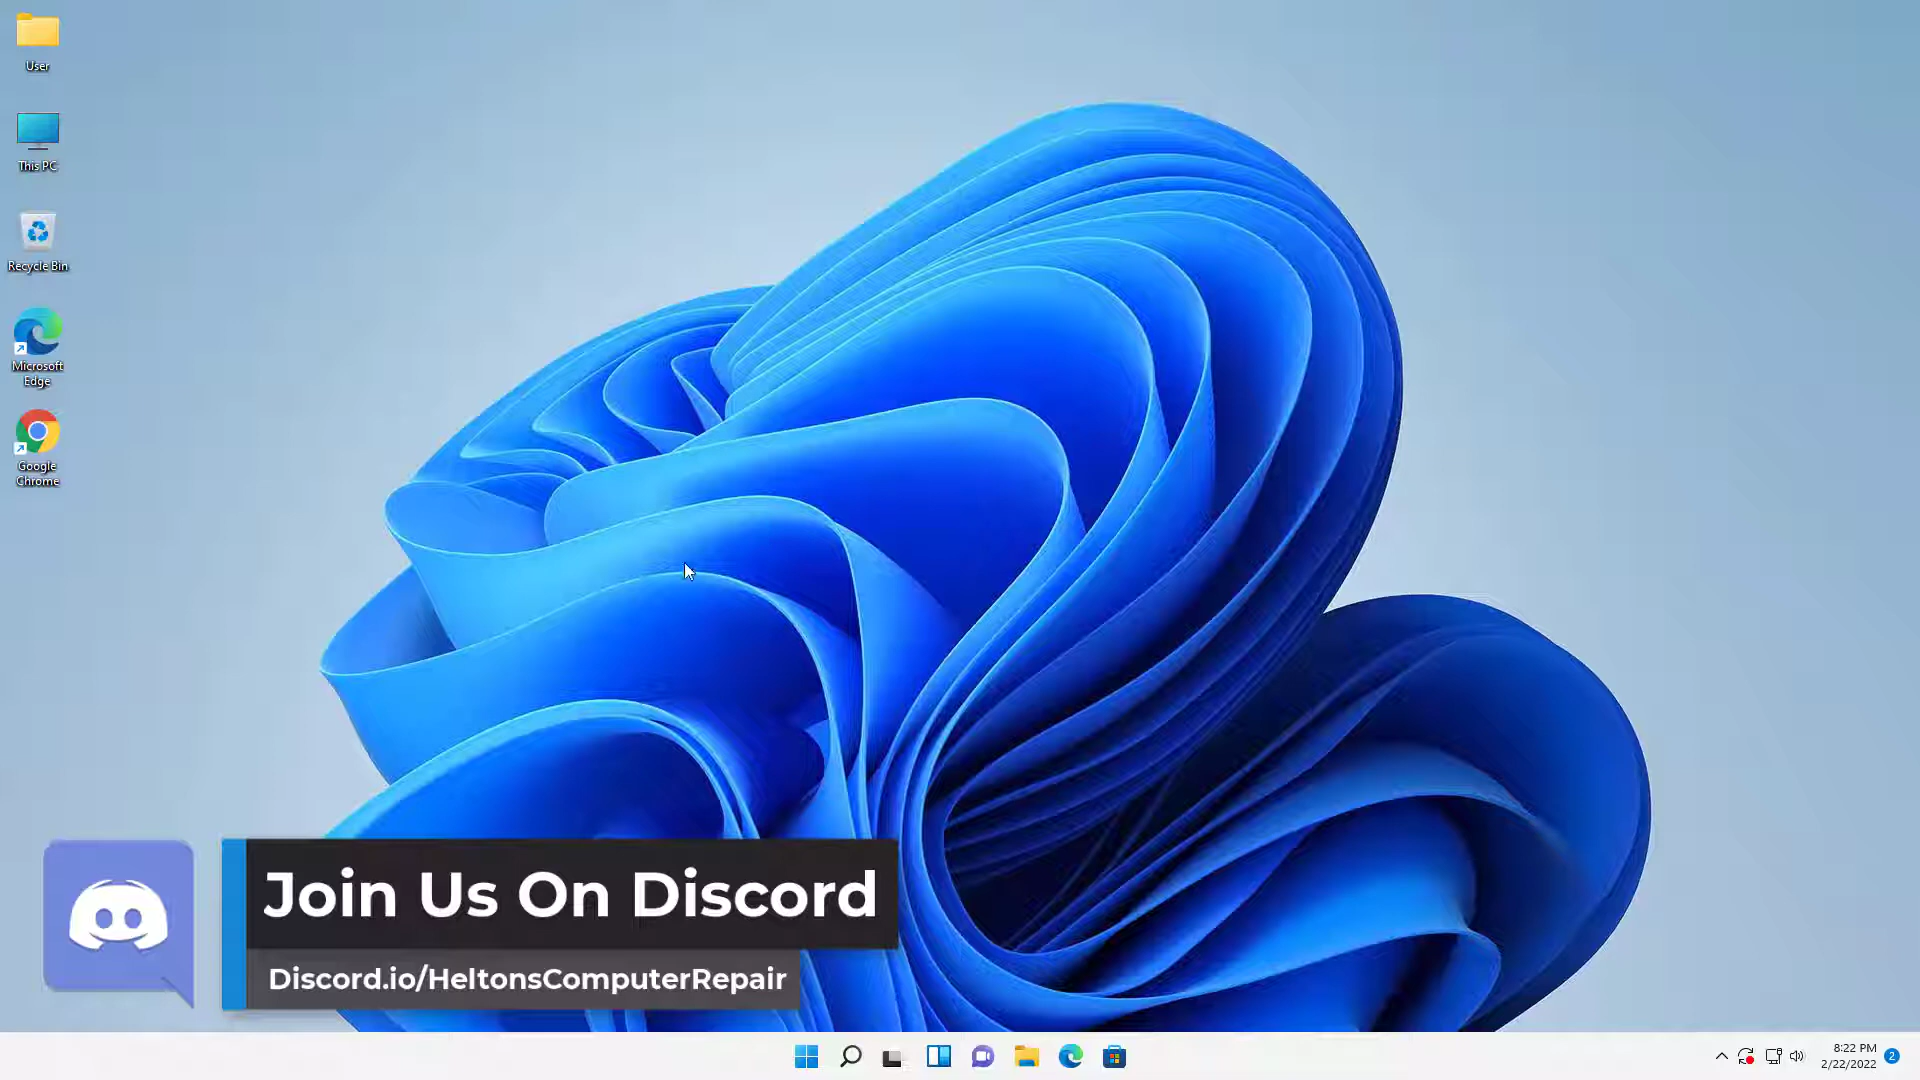 User
This PC
Recycle Bin
Microsoft
Edge
Google
Chrome
Join Us On Discord
Discord.io/HeltonsComputerRepair
8:22 PM
2/22/2022
2